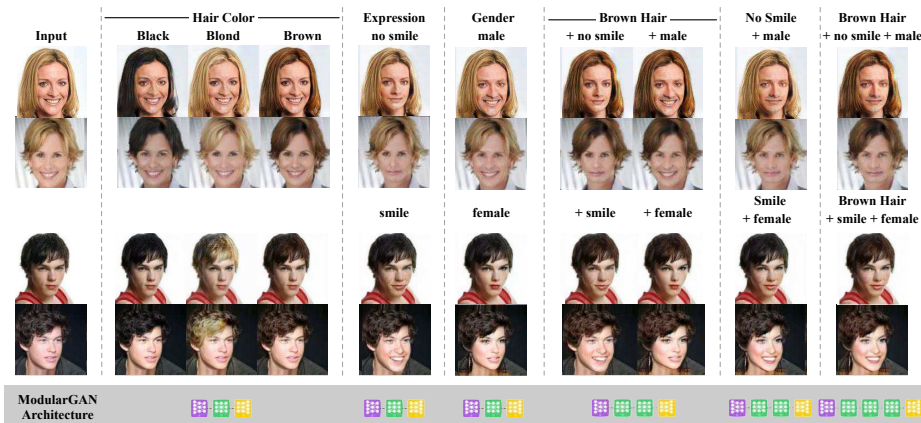 Hair Color
Expression
Gender
Brown Hair
No Smile
Brown Hair
Input
Black
Blond
Brown
no smile
male
+ no smile
+ male
+ male
+ no smile + male
smile
female
+ smile
+ female
Smile
+ female
Brown Hair
+ smile + female
ModularGAN
Architecture